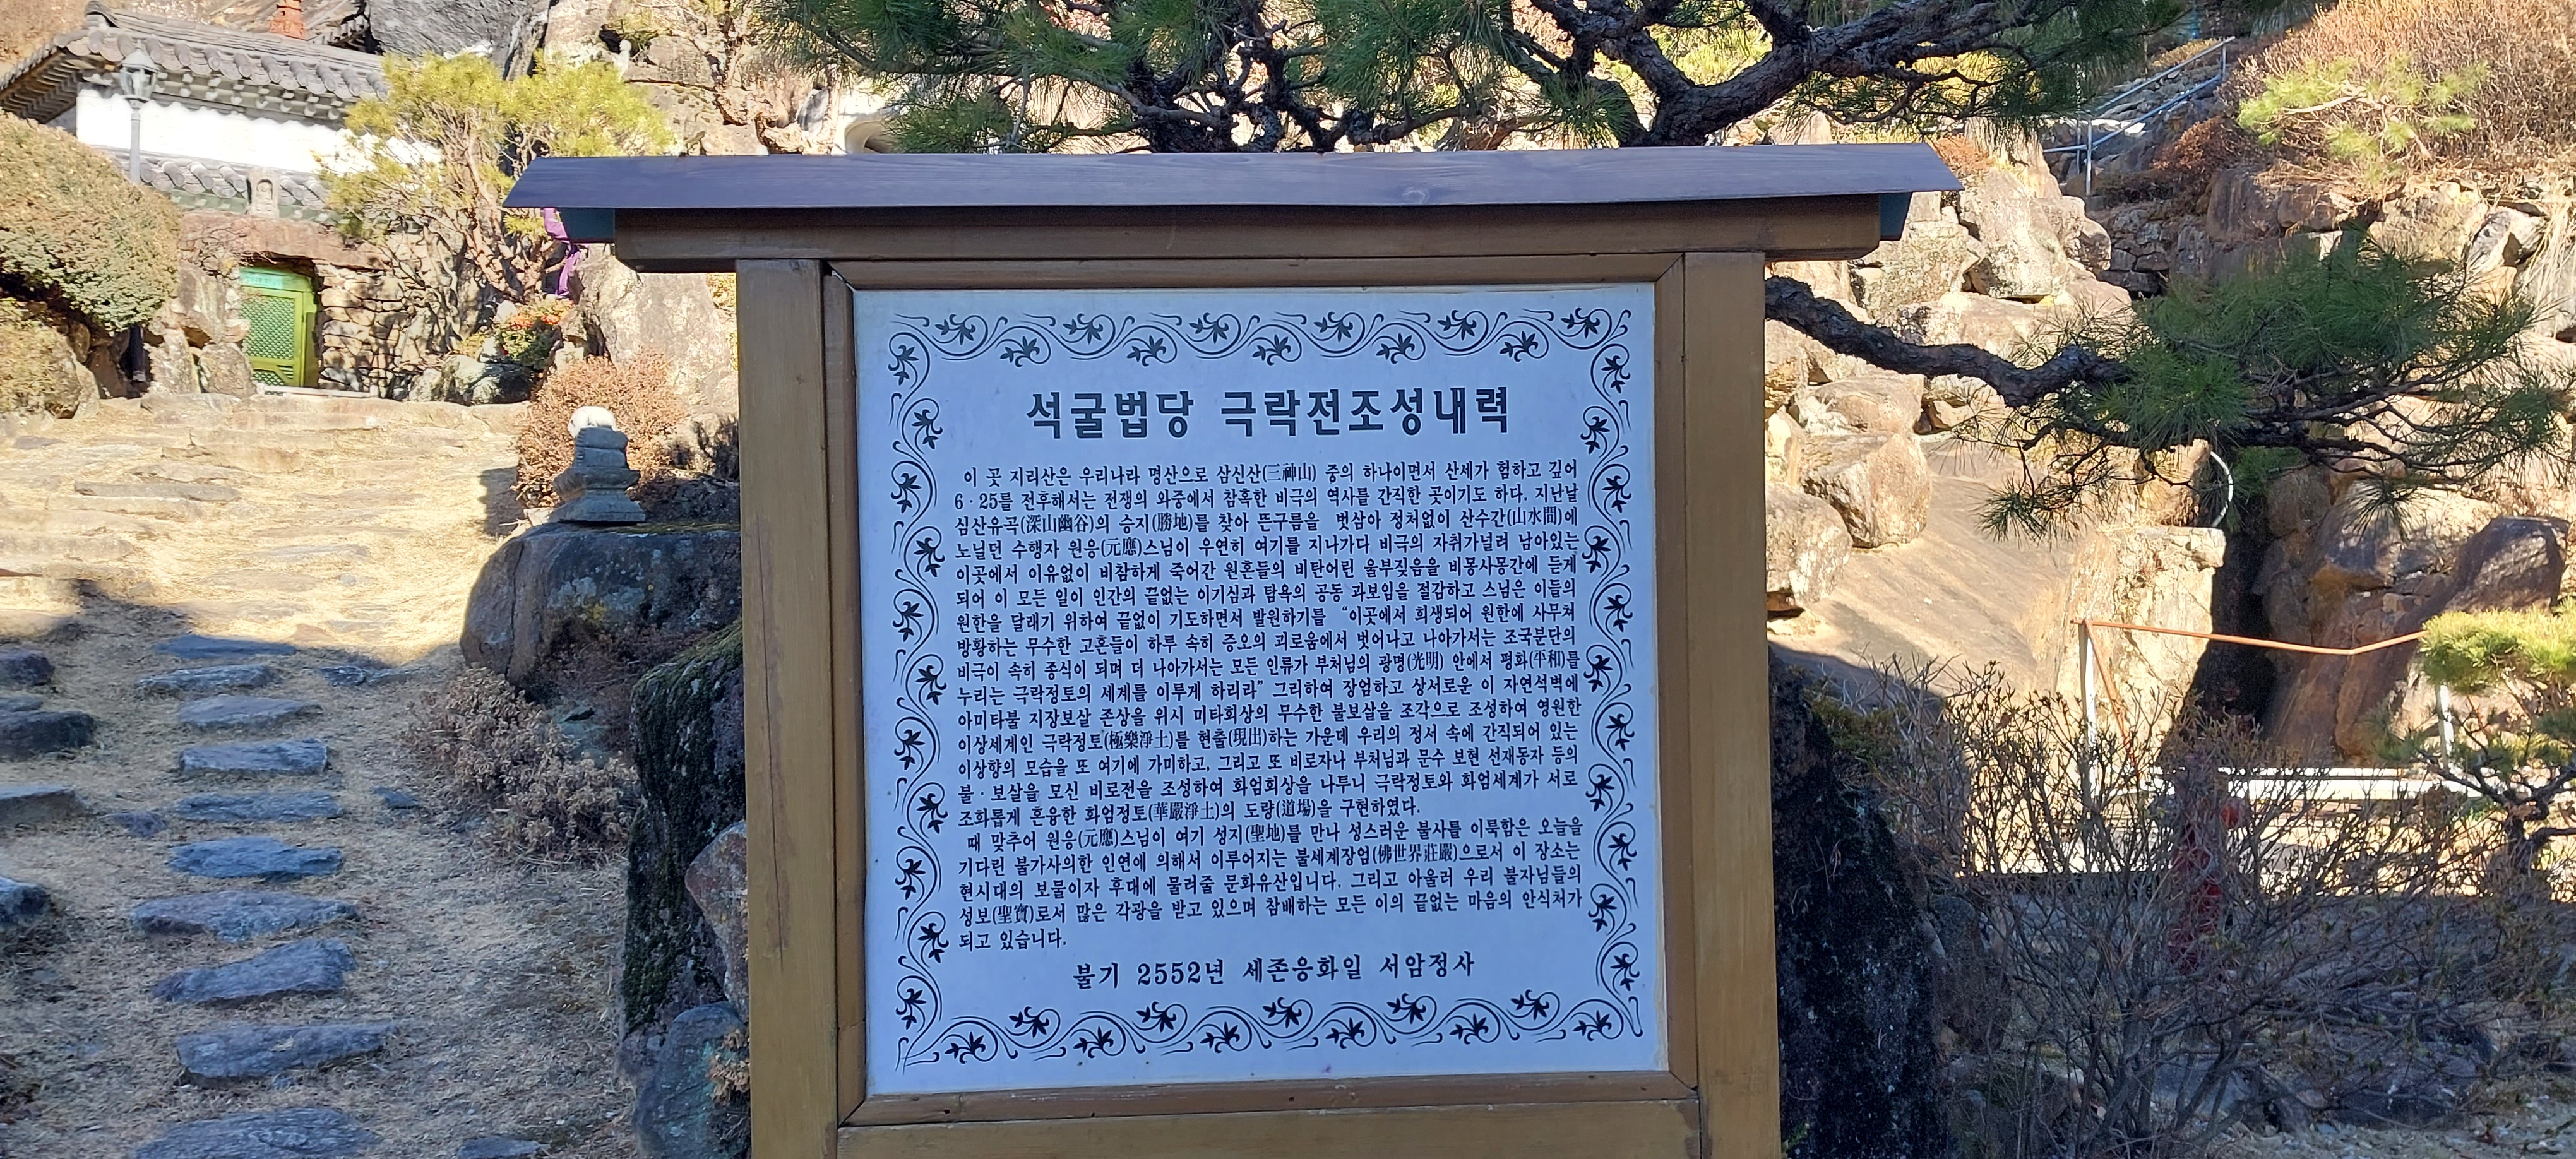 석굴법당 극락전조성내력
이 곳 지리산은 우리나라 명산으로 삼신산(三神山) 중의 하나이면서 산세가 험하고 깊어
6·25를 전후해서는 전쟁의 와중에서 참혹한 비극의 역사를 간직한 곳이기도 하다. 지난날
심산유곡(深山幽谷)의 승지(勝地)를 찾아 뜬구름을 벗삼아 정처없이 산수간(山水間)에
노닐던 수행자 원응(元應)스님이 우연히 여기를 지나가다 비극의 자취가널려 남아있는
이곳에서 이유없이 비참하게 죽어간 원혼들의 비탄어린 울부짖음을 비몽사몽간에 듣게
되어 이 모든 일이 인간의 끝없는 이기심과 탐욕의 공동 과보임을 절감하고 스님은 이들의
원한을 달래기 위하여 끝없이 기도하면서 발원하기를 “이곳에서 희생되어 원한에 사무쳐
방황하는 무수한 고혼들이 하루 속히 증오의 괴로움에서 벗어나고 나아가서는 조국분단의
비극이 속히 종식이 되며 더 나아가서는 모든 인류가 부처님의 광명(光明) 안에서 평화(平和)를
누리는 극락정토의 세계를 이루게 하리라” 그리하여 장엄하고 상서로운 이 자연석벽에
아미타불 지장보살 존상을 위시 미타회상의 무수한 불보살을 조각으로 조성하여 영원한
이상세계인 극락정토(極樂淨土)를 현출(現出)하는 가운데 우리의 정서 속에 간직되어 있는
이상향의 모습을 또 여기에 가미하고, 그리고 또 비로자나 부처님과 문수 보현 선재동자 등의
불·보살을 모신 비로전을 조성하여 화엄회상을 나투니 극락정토와 화엄세계가 서로
조화롭게 혼융한 화엄정토(華嚴淨土)의 도량(道場)을 구현하였다.
때 맞추어 원응(元應)스님이 여기 성지(聖地)를 만나 성스러운 불사를 이룩함은 오늘을
기다린 불가사의한 인연에 의해서 이루어지는 불세계장엄(佛世界莊嚴)으로서 이 장소는
현시대의 보물이자 후대에 물려줄 문화유산입니다. 그리고 아울러 우리 불자님들의
성보(聖寶)로서 많은 각광을 받고 있으며 참배하는 모든 이의 끝없는 마음의 안식처가
되고 있습니다.
불기 2552년 세존응화일 서암정사